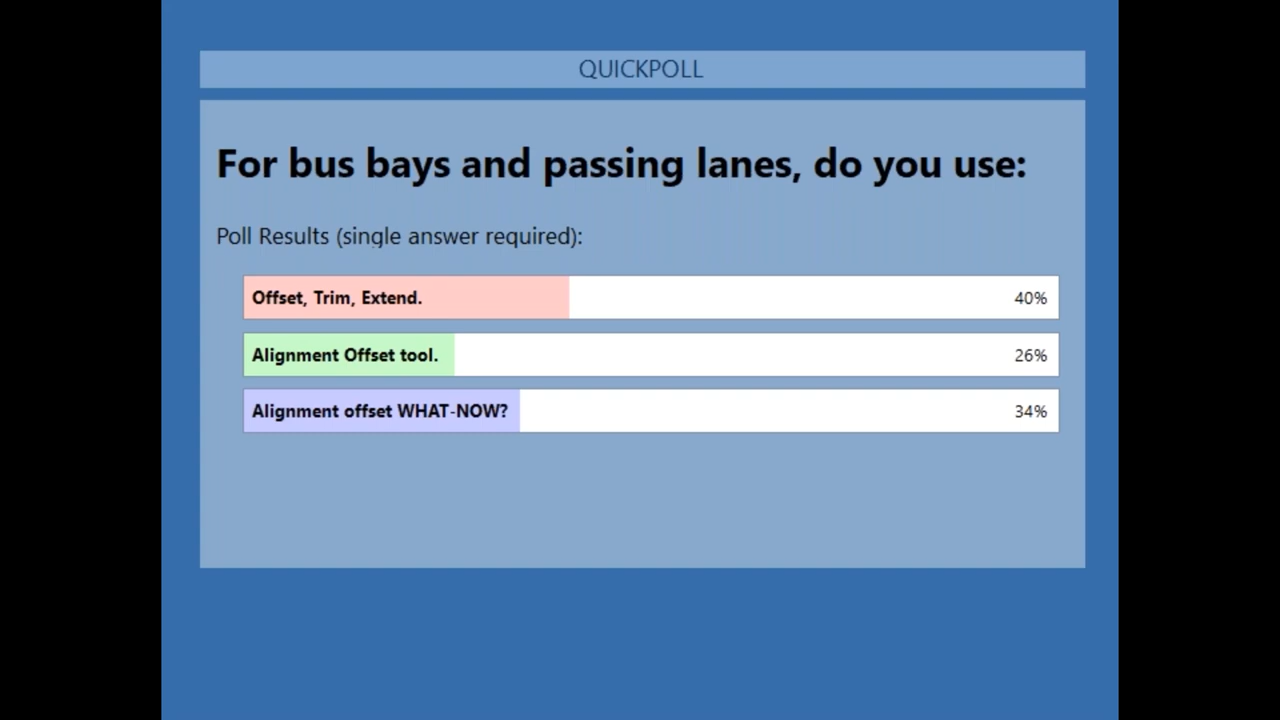 QUICKPOLL
For bus bays and passing lanes, do you use:
Poll Results (single answer required):
Offset, Trim, Extend. 40%
Alignment Offset tool. 26%
Alignment offset WHAT-NOW? 34%